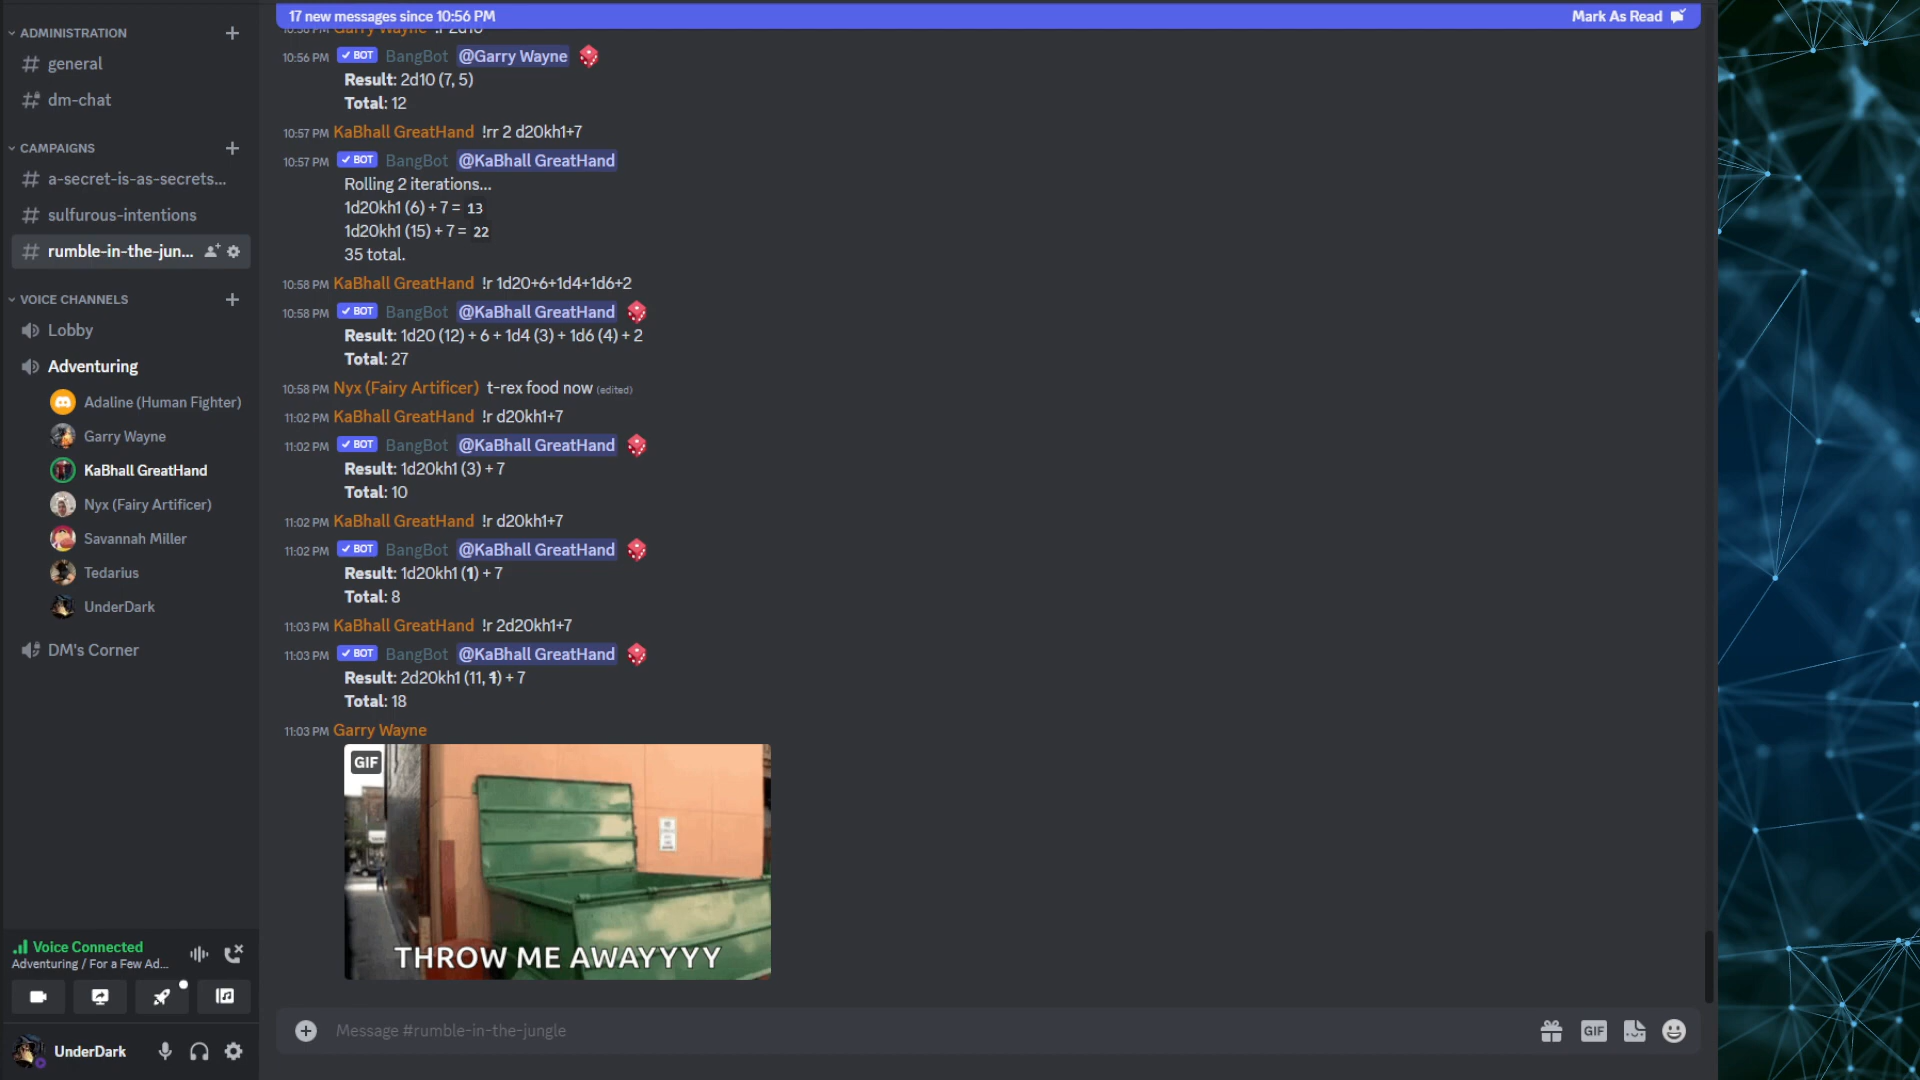 ADMINISTRATION
general
dm-chat
CAMPAIGNS
a-secret-is-as-secrets...
sulfurous-intentions
rumble-in-the-jun...
VOICE CHANNELS
Lobby
Adventuring
Adaline (Human Fighter)
Garry Wayne
KaBhall GreatHand
Nyx (Fairy Artificer)
Savannah Miller
Tedarius
UnderDark
DM's Corner
Voice Connected
Adventuring / For a Few Ad...
UnderDark
17 new messages since 10:56 PM
Mark As Read
10:56 PM Garry Wayne !r 2d10
10:56 PM BOT BangBot @Garry Wayne
Result: 2d10 (7, 5)
Total: 12
10:57 PM KaBhall GreatHand !rr 2 d20kh1+7
10:57 PM BOT BangBot @KaBhall GreatHand
Rolling 2 iterations...
1d20kh1 (6) + 7 = 13
1d20kh1 (15) + 7 = 22
35 total.
10:58 PM KaBhall GreatHand !r 1d20+6+1d4+1d6+2
10:58 PM BOT BangBot @KaBhall GreatHand
Result: 1d20 (12) + 6 + 1d4 (3) + 1d6 (4) + 2
Total: 27
10:58 PM Nyx (Fairy Artificer) t-rex food now (edited)
11:02 PM KaBhall GreatHand !r d20kh1+7
11:02 PM BOT BangBot @KaBhall GreatHand
Result: 1d20kh1 (3) + 7
Total: 10
11:02 PM KaBhall GreatHand !r d20kh1+7
11:02 PM BOT BangBot @KaBhall GreatHand
Result: 1d20kh1 (1) + 7
Total: 8
11:03 PM KaBhall GreatHand !r 2d20kh1+7
11:03 PM BOT BangBot @KaBhall GreatHand
Result: 2d20kh1 (11, 1) + 7
Total: 18
11:03 PM Garry Wayne
GIF
THROW ME AWAYYYY
Message #rumble-in-the-jungle
GIF